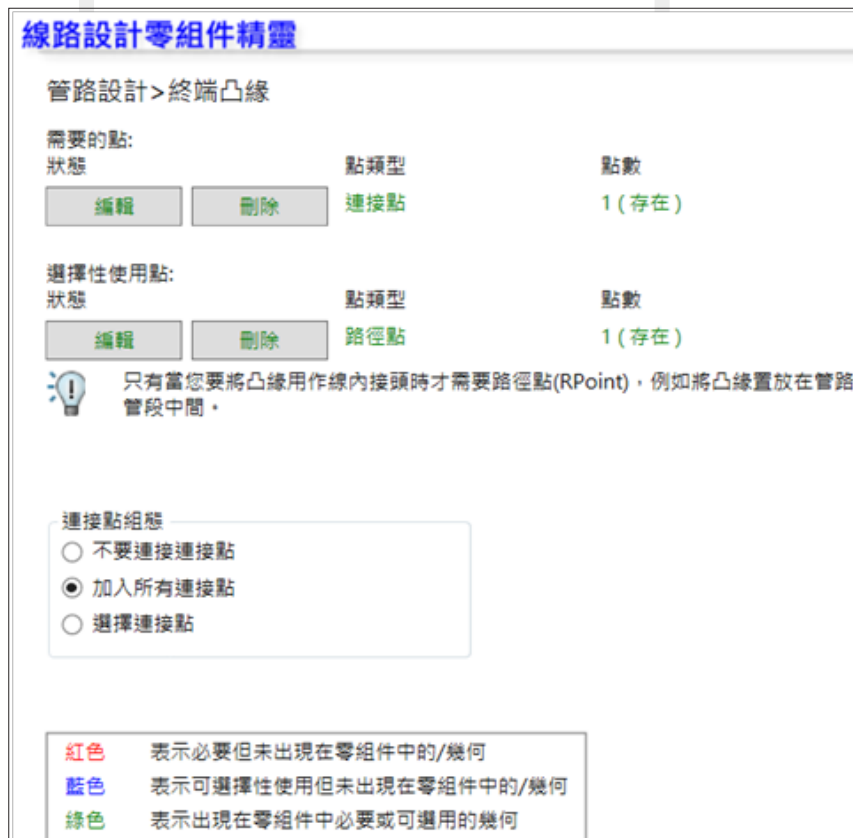 線路設計零組件精靈
管路設計>終端凸緣
需要的點:
狀態 點類型 點數
編輯 刪除 連接點 1 ( 存在 )
選擇性使用點:
狀態 點類型 點數
編輯 刪除 路徑點 1 ( 存在 )
只有當您要將凸緣用作線內接頭時才需要路徑點(RPoint)，例如將凸緣置放在管路
管段中間。
連接點組態
不要連接連接點
加入所有連接點
選擇連接點
紅色 表示必要但未出現在零組件中的/幾何
藍色 表示可選擇性使用但未出現在零組件中的/幾何
綠色 表示出現在零組件中必要或可選用的幾何